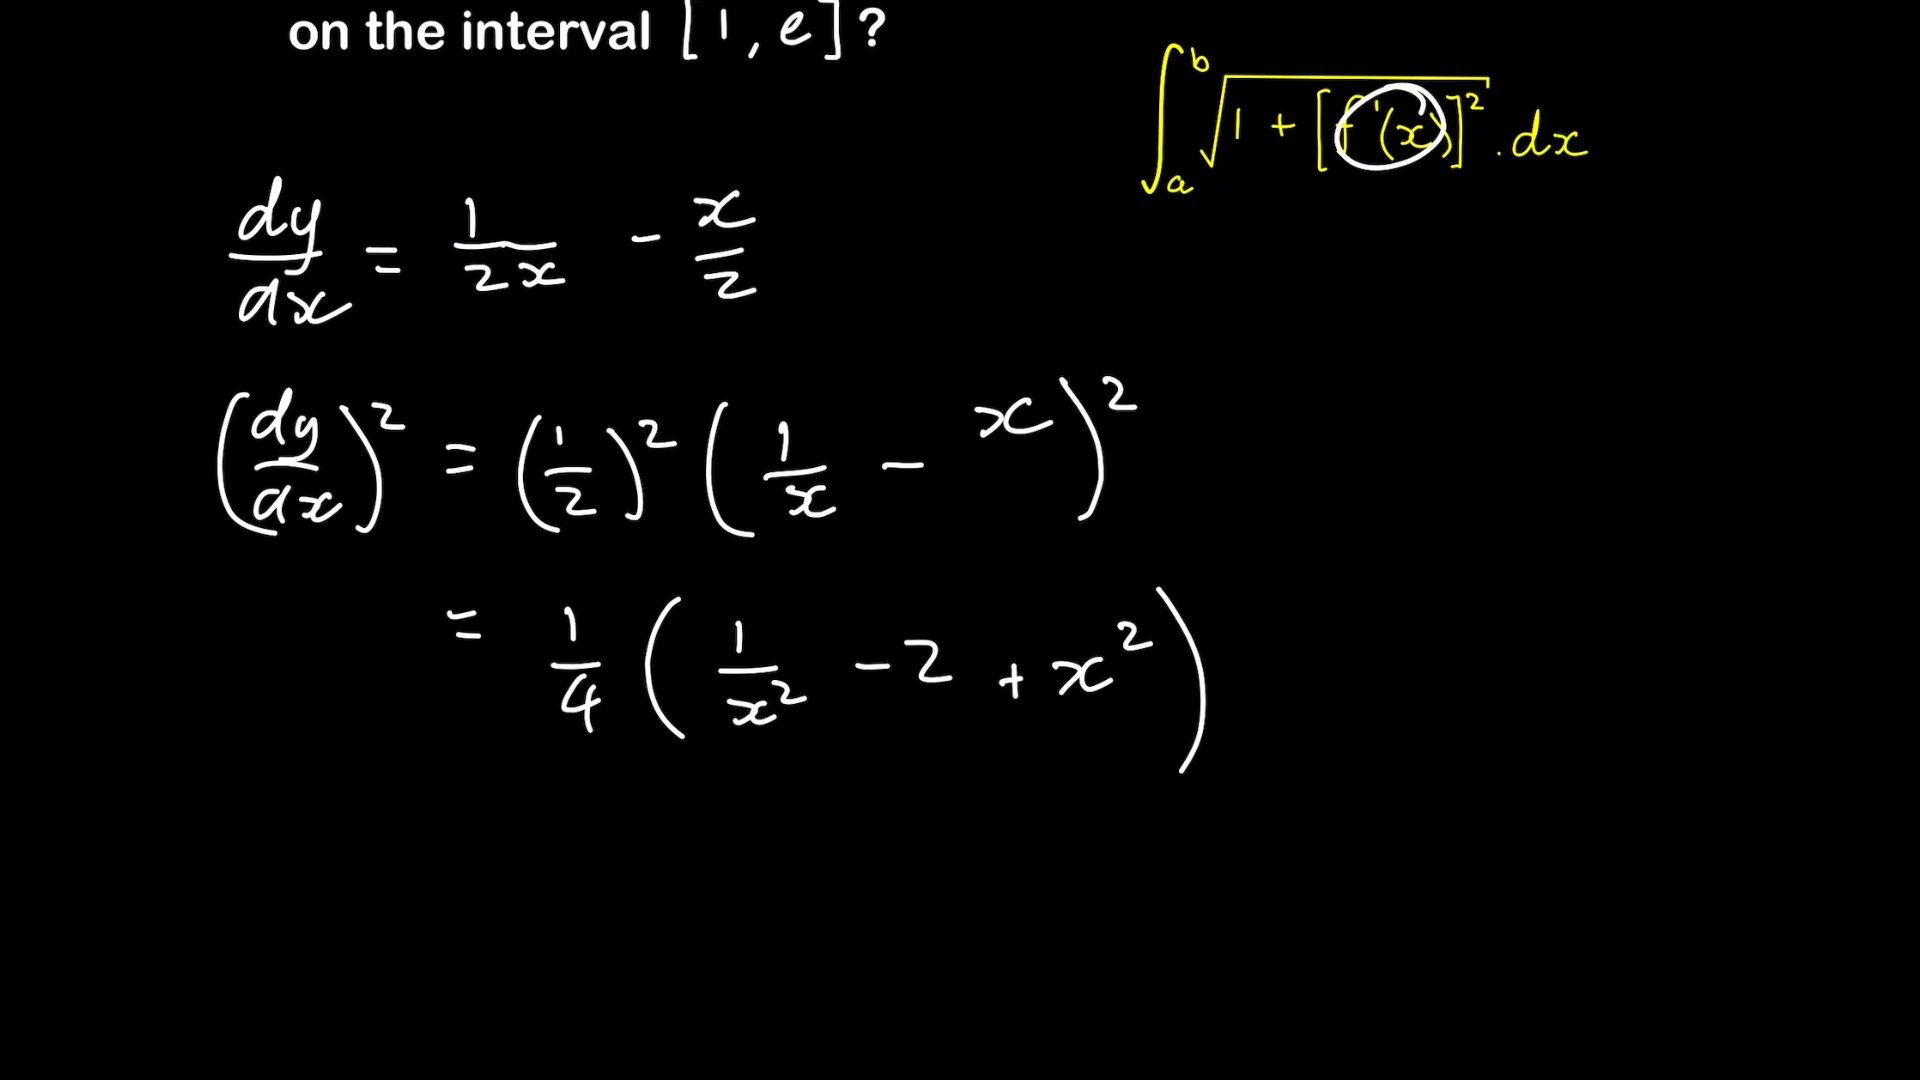 on the interval [1, e]?
∫_a^b √(1 + [f'(x)]²) . dx
dy/dx = 1/2x - x/2
(dy/dx)² = (1/2)² (1/x - x)²
= 1/4 (1/x² - 2 + x²)